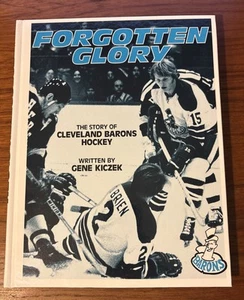 FORGOTTEN
GLORY
15
THE STORY OF
CLEVELAND BARONS
HOCKEY
WRITTEN BY
GENE KICZEK
O'BRIEN
2
BARONS